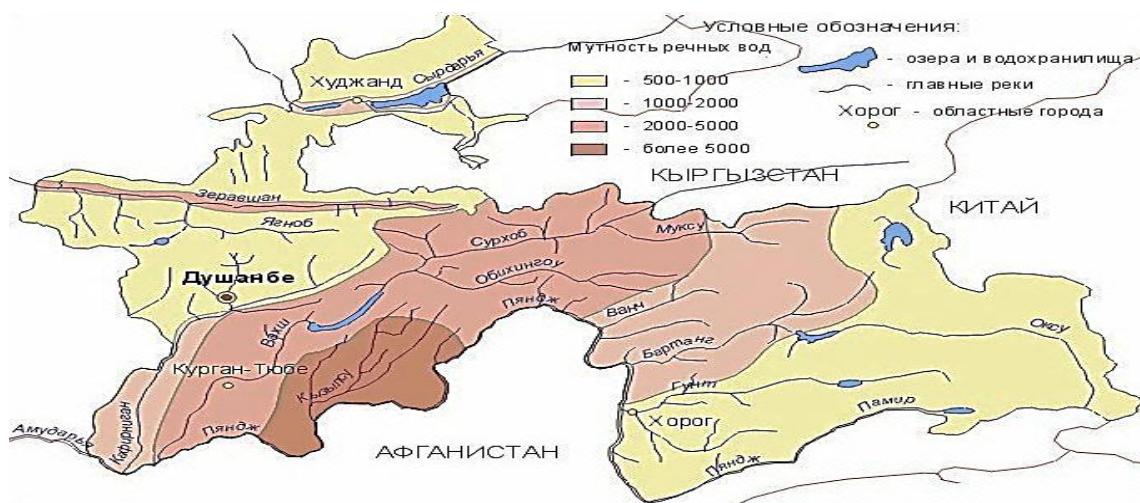 Условные обозначения:
Мутность речных вод
- 500-1000
- 1000-2000
- 2000-5000
- более 5000
- озера и водохранилища
- главные реки
Хорог - областные города
Худжанд
Сырдарья
КЫРГЫЗСТАН
КИТАЙ
Зеравшан
Ягноб
Сурхоб
Муксу
Душанбе
Обихингоу
Пяндж
Ванч
Вахш
Бартанг
Оксу
Курган-Тюбе
Кызылсу
Гунт
Памир
Хорог
Кафирниган
Пяндж
Амударья
АФГАНИСТАН
Пяндж